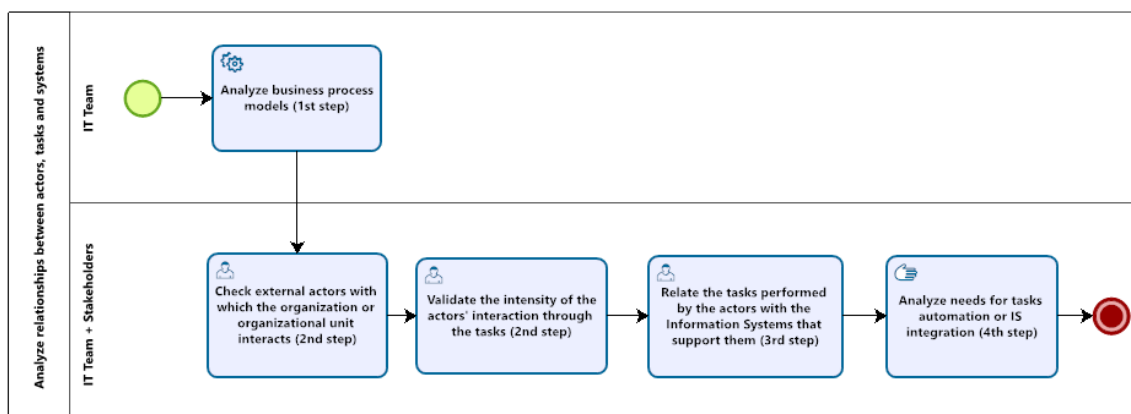 Analyze relationships between actors, tasks and systems
IT Team
Analyze business process
models (1st step)
IT Team + Stakeholders
Check external actors with
which the organization or
organizational unit
interacts (2nd step)
Validate the intensity of the
actors' interaction through
the tasks (2nd step)
Relate the tasks performed
by the actors with the
Information Systems that
support them (3rd step)
Analyze needs for tasks
automation or IS
integration (4th step)